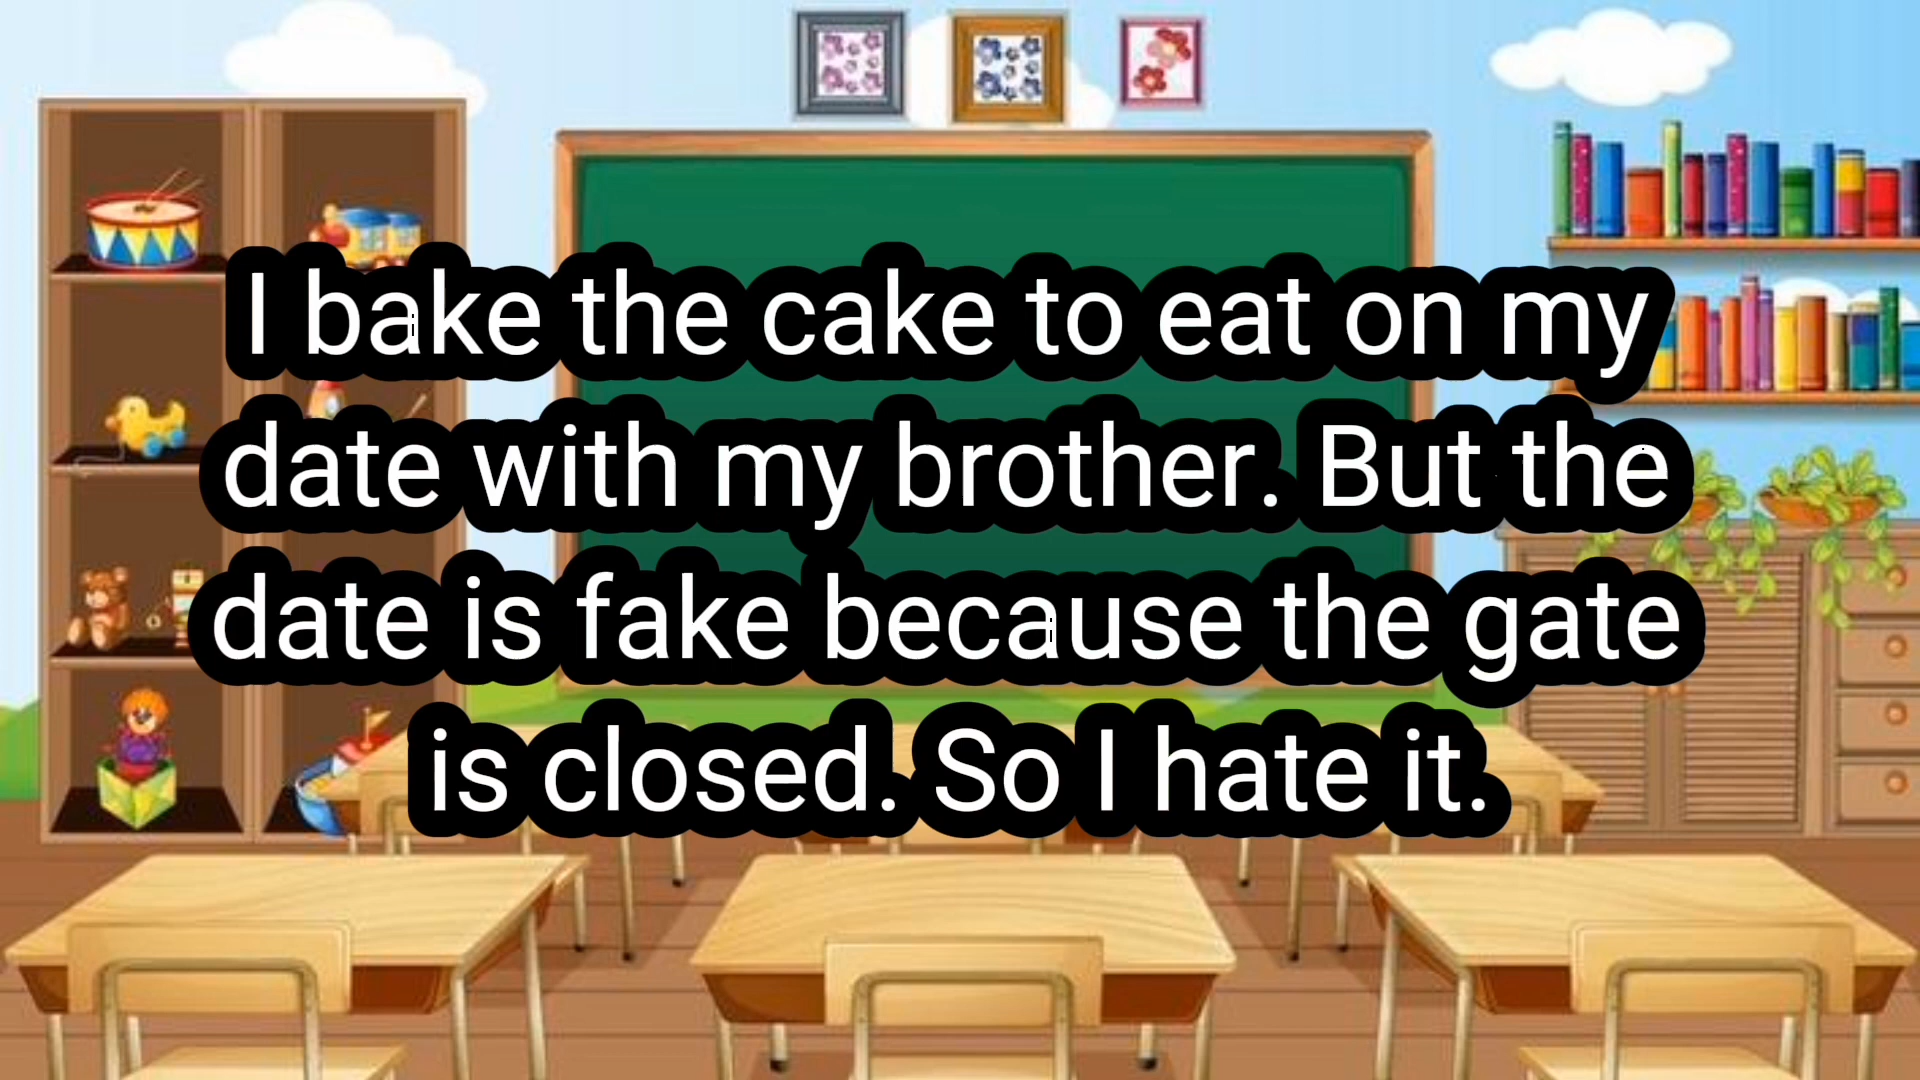 I bake the cake to eat on my
date with my brother. But the
date is fake because the gate
is closed. So I hate it.